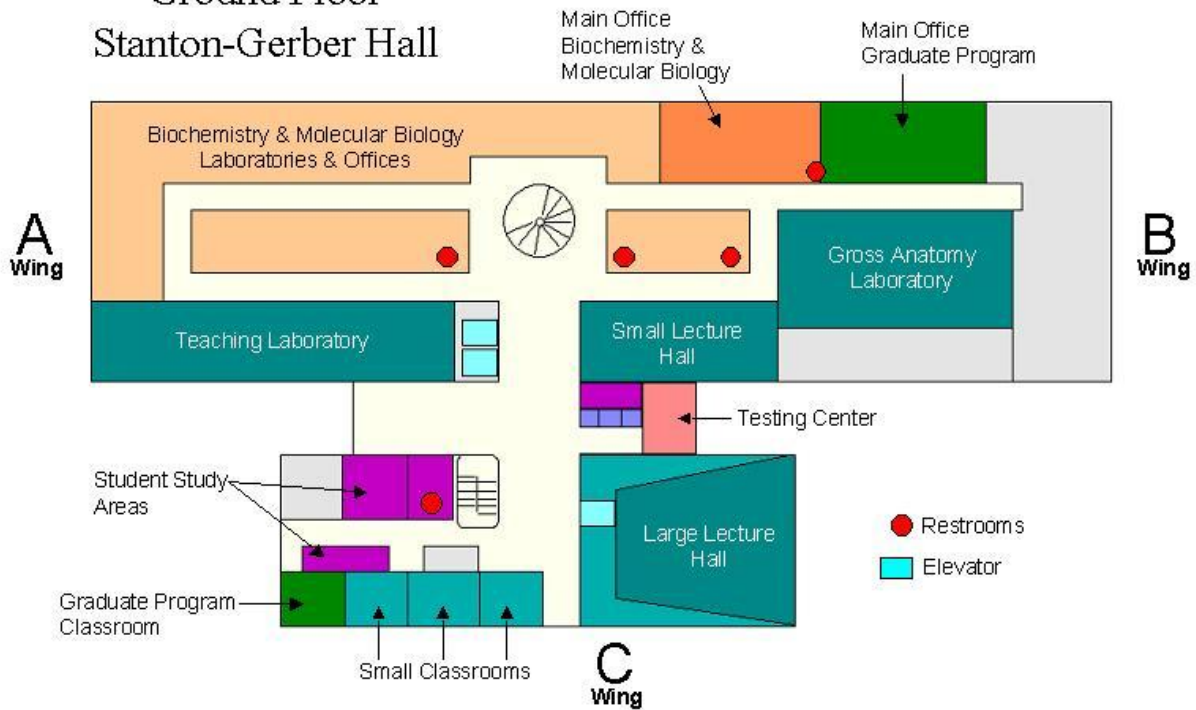 Ground Floor
Stanton-Gerber Hall
Main Office
Biochemistry &
Molecular Biology
Main Office
Graduate Program
Biochemistry & Molecular Biology
Laboratories & Offices
A
Wing
B
Wing
Gross Anatomy
Laboratory
Teaching Laboratory
Small Lecture
Hall
Testing Center
Student Study
Areas
Large Lecture
Hall
Restrooms
Elevator
Graduate Program
Classroom
Small Classrooms
C
Wing